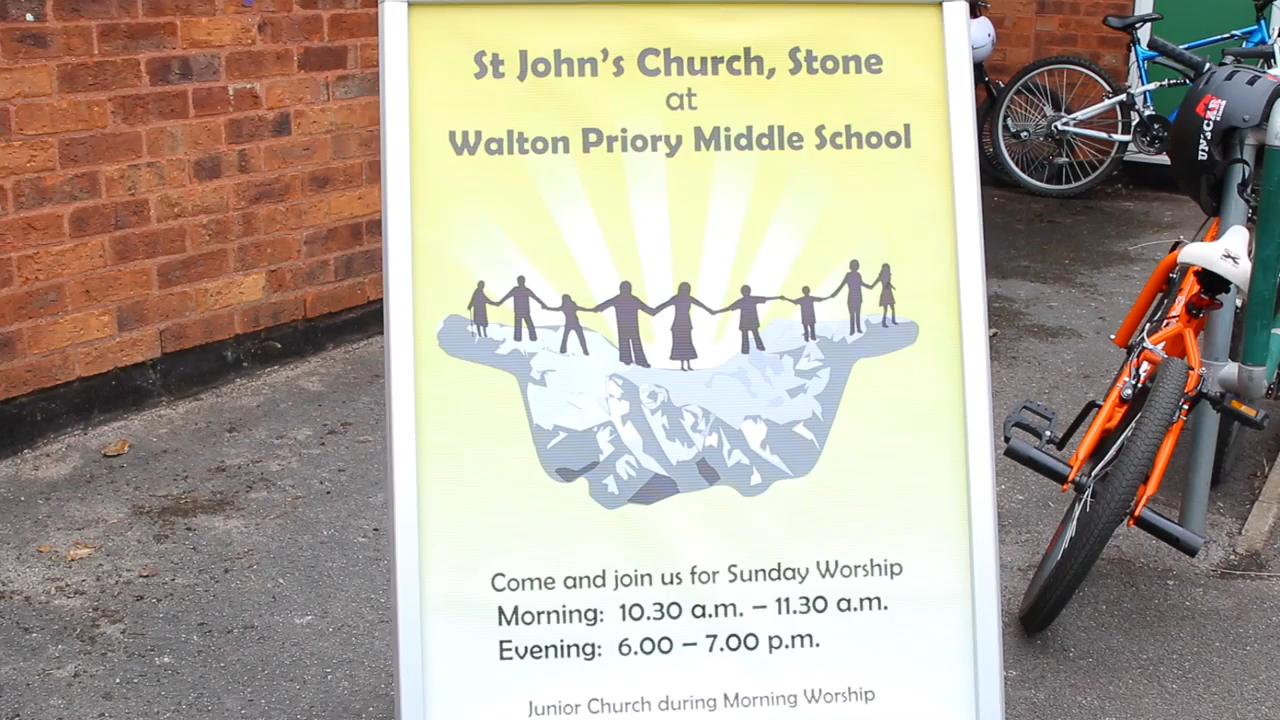 St John's Church, Stone
at
Walton Priory Middle School
Come and join us for Sunday Worship
Morning: 10.30 a.m. – 11.30 a.m.
Evening: 6.00 – 7.00 p.m.
Junior Church during Morning Worship